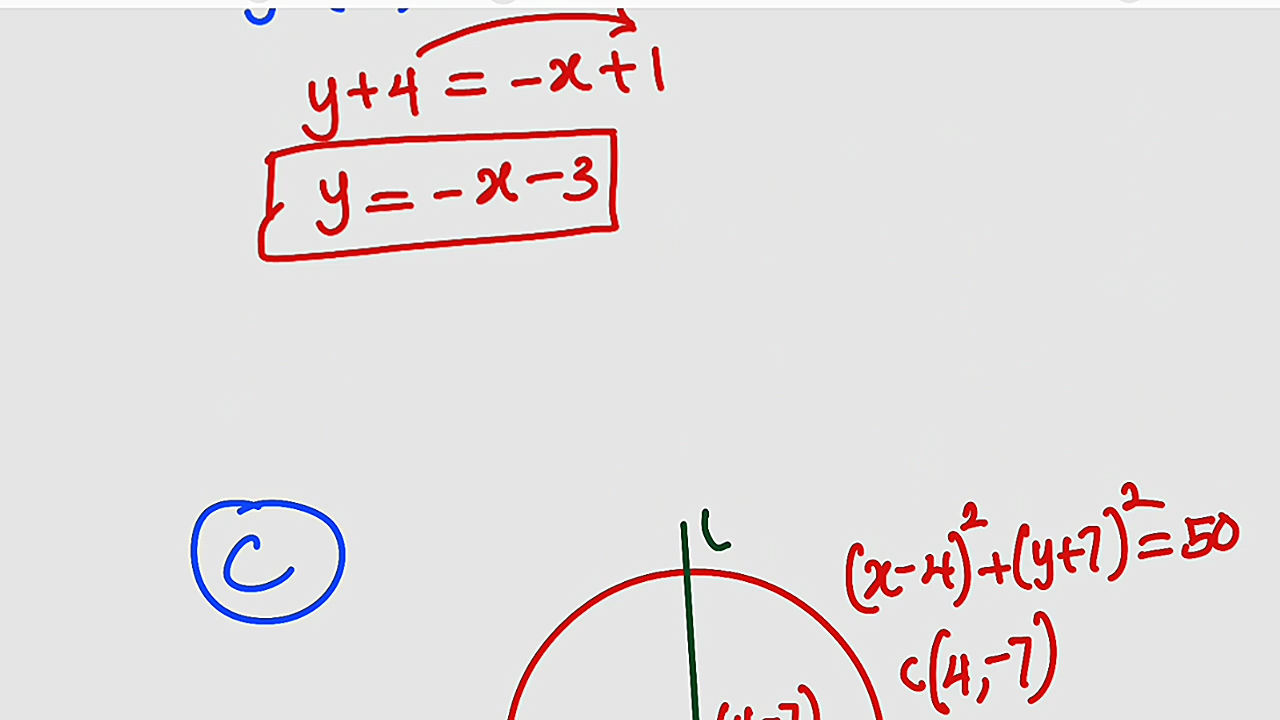 y+4 = -x+1
y = -x-3
C
L
(x-4)²+(y+7)²=50
C(4,-7)